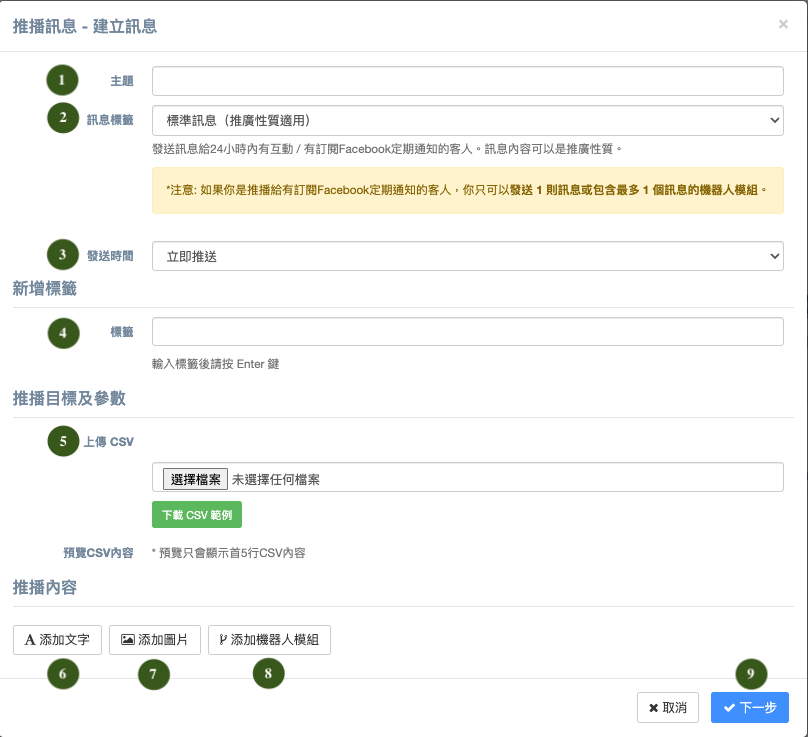 推播訊息 - 建立訊息 ×
1 主題
2 訊息標籤 標準訊息（推廣性質適用）
發送訊息給24小時內有互動 / 有訂閱Facebook定期通知的客人。訊息內容可以是推廣性質。
*注意: 如果你是推播給有訂閱Facebook定期通知的客人，你只可以發送 1 則訊息或包含最多 1 個訊息的機器人模組。
3 發送時間 立即推送
新增標籤
4 標籤
輸入標籤後請按 Enter 鍵
推播目標及參數
5 上傳 CSV
選擇檔案 未選擇任何檔案
下載 CSV 範例
預覽CSV內容 * 預覽只會顯示首5行CSV內容
推播內容
A 添加文字 添加圖片 添加機器人模組
6 7 8 9
取消 下一步